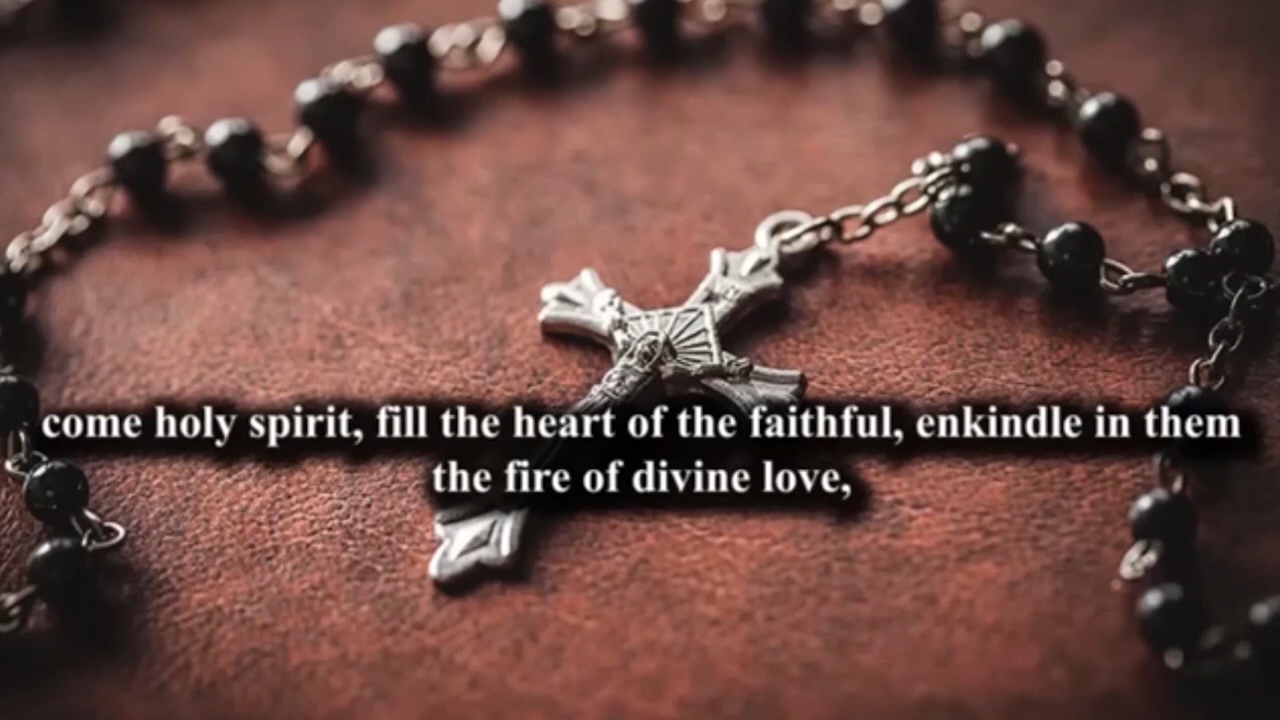 come holy spirit, fill the heart of the faithful, enkindle in them
the fire of divine love,